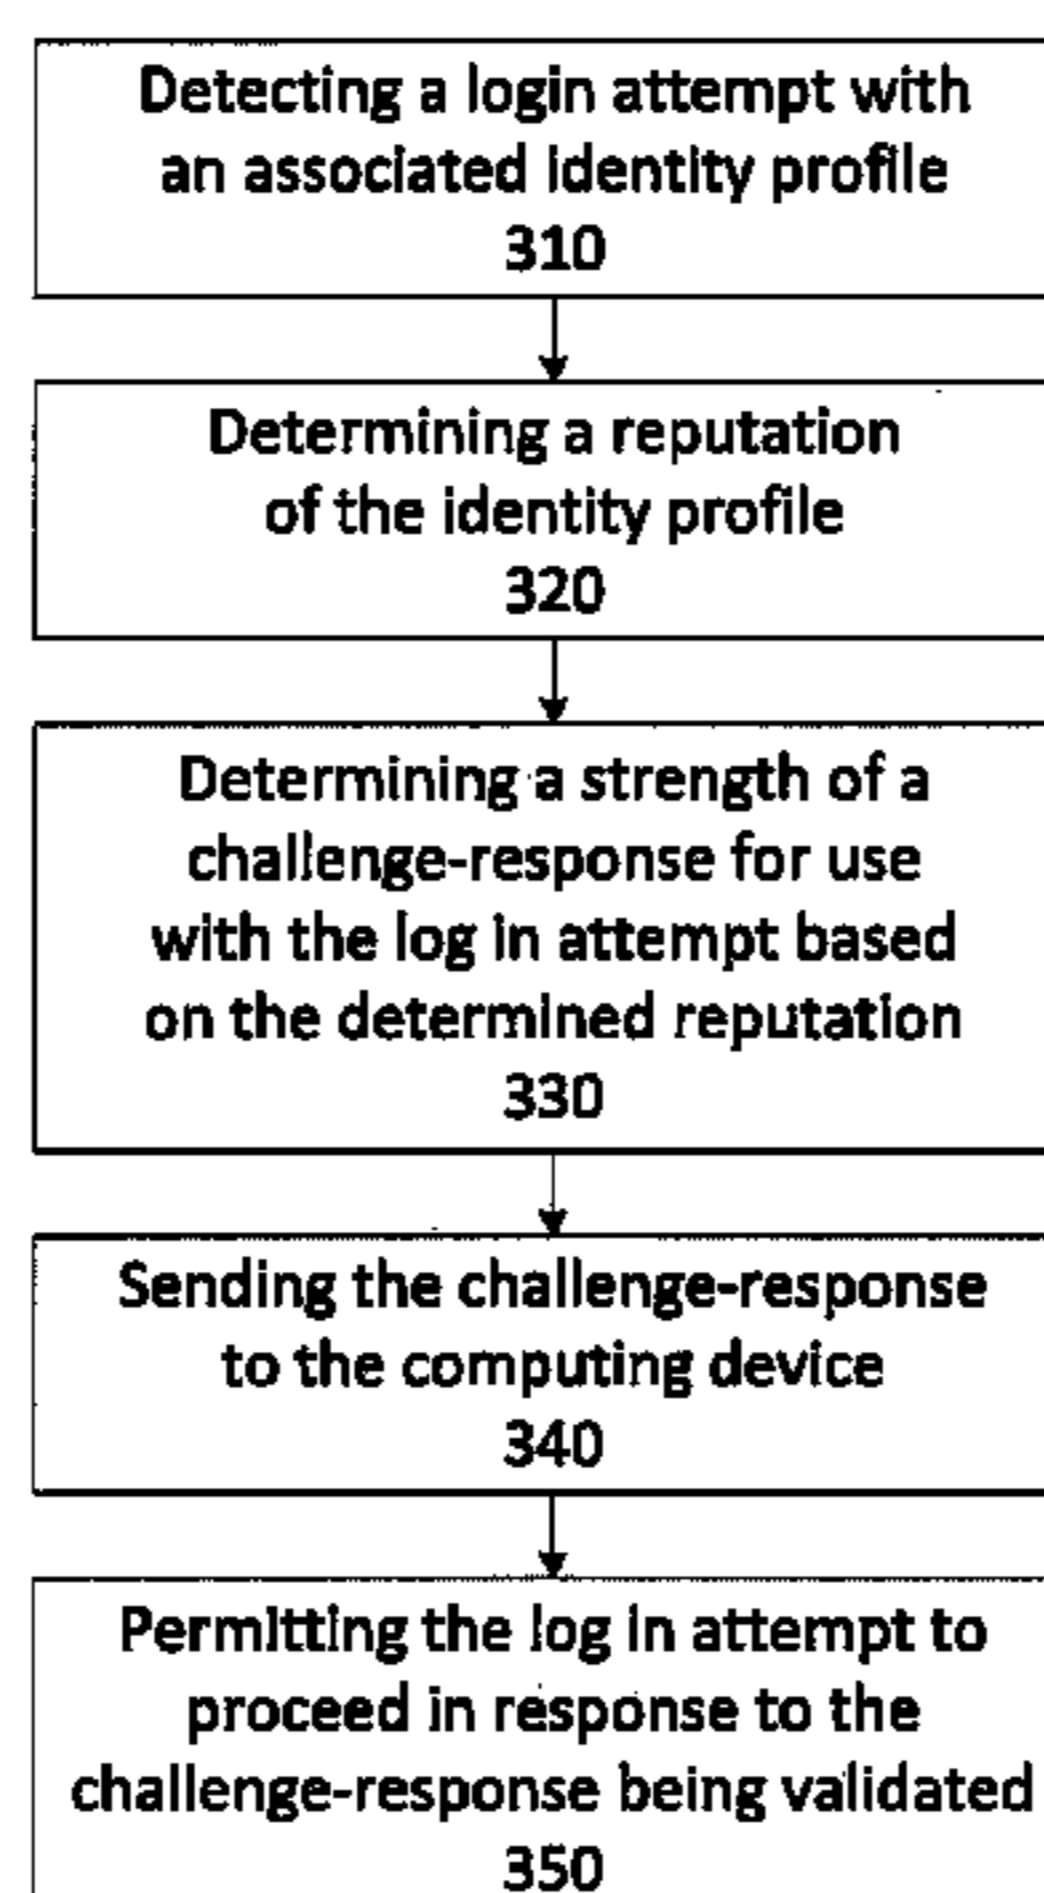 Detecting a login attempt with
an associated identity profile
310
Determining a reputation
of the identity profile
320
Determining a strength of a
challenge-response for use
with the log in attempt based
on the determined reputation
330
Sending the challenge-response
to the computing device
340
Permitting the log in attempt to
proceed in response to the
challenge-response being validated
350